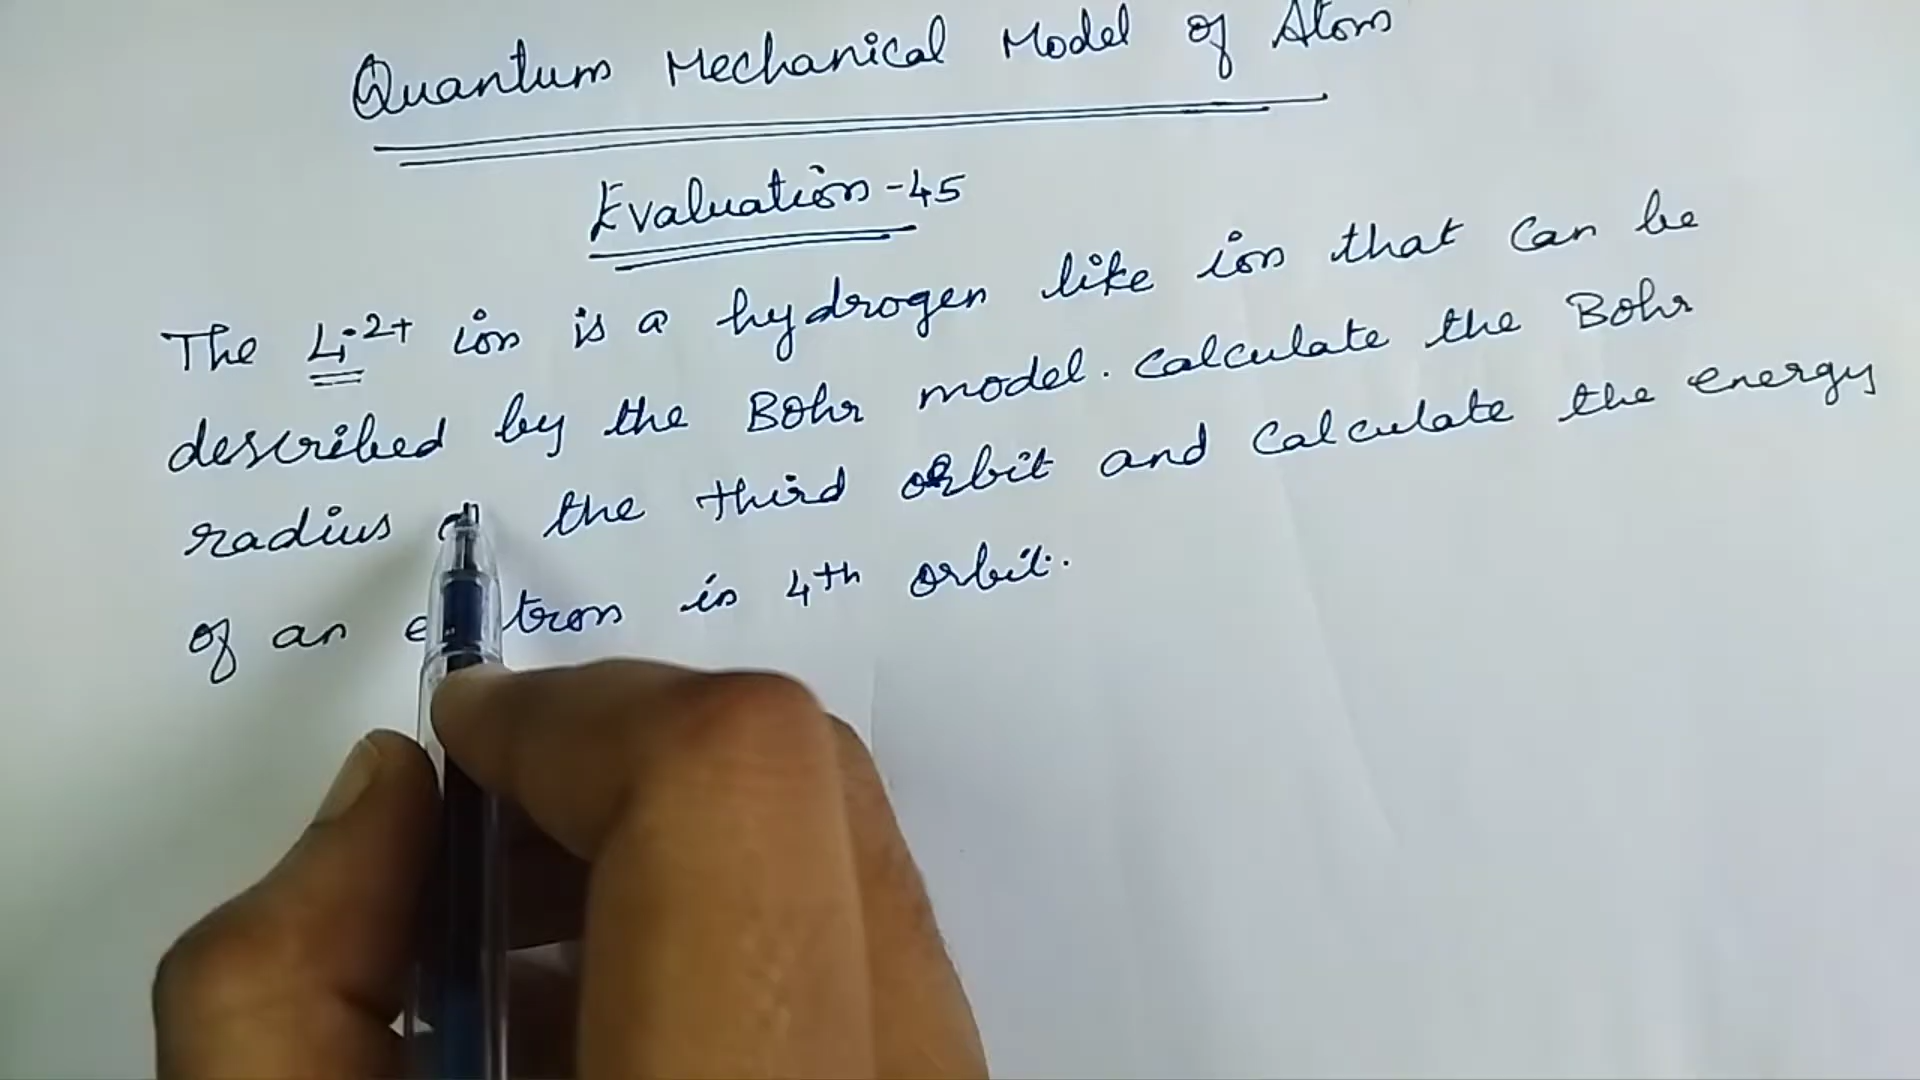 Quantum Mechanical Model of Atom
Evaluation-45
The Li2+ ion is a hydrogen like ion that can be
described by the Bohr model. Calculate the Bohr
radius the third orbit and calculate the energy
of an in 4th orbit.